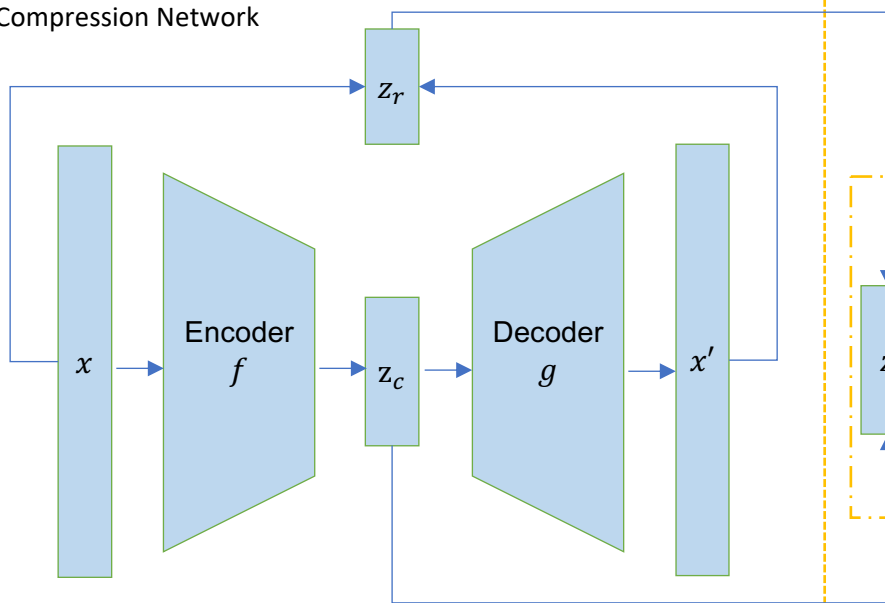 Compression Network
z_r
Encoder
Decoder
x
f
z_c
g
x′
z